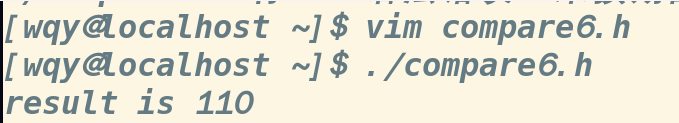 [wqy@localhost ~]$ vim compare6.h
[wqy@localhost ~]$ ./compare6.h
result is 110